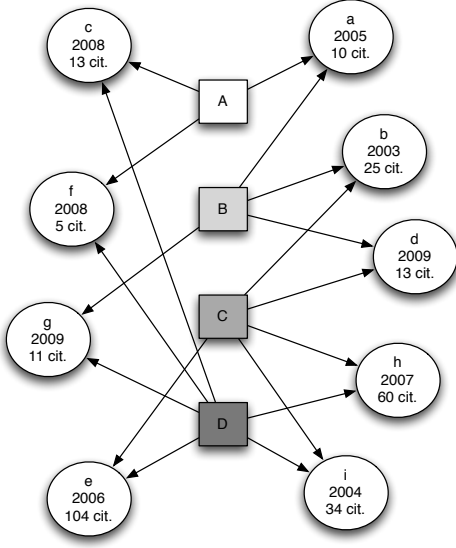 c
2008
13 cit.
a
2005
10 cit.
A
b
2003
25 cit.
f
2008
5 cit.
B
d
2009
13 cit.
C
g
2009
11 cit.
h
2007
60 cit.
D
e
2006
104 cit.
i
2004
34 cit.